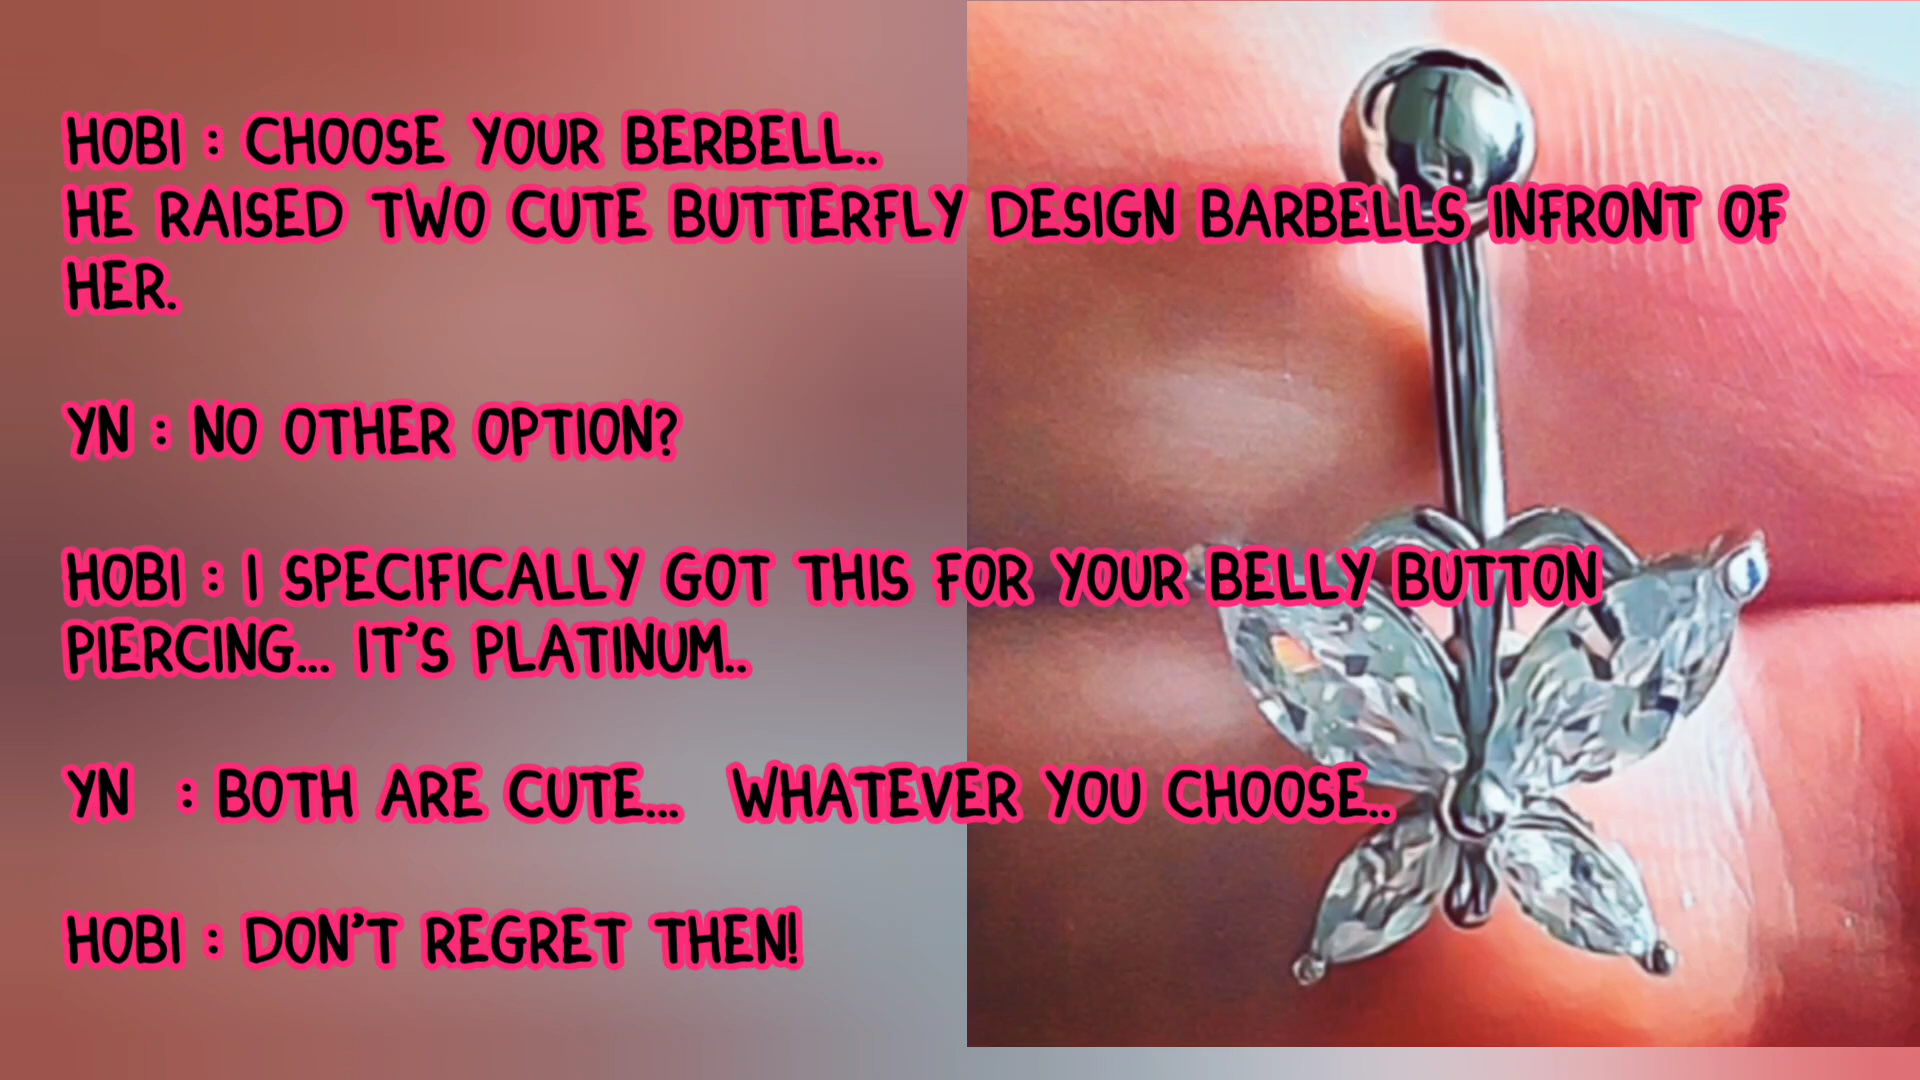 HOBI : CHOOSE YOUR BERBELL..
HE RAISED TWO CUTE BUTTERFLY DESIGN BARBELLS INFRONT OF
HER.
YN : NO OTHER OPTION?
HOBI : I SPECIFICALLY GOT THIS FOR YOUR BELLY BUTTON
PIERCING... IT'S PLATINUM..
YN : BOTH ARE CUTE... WHATEVER YOU CHOOSE..
HOBI : DON'T REGRET THEN!